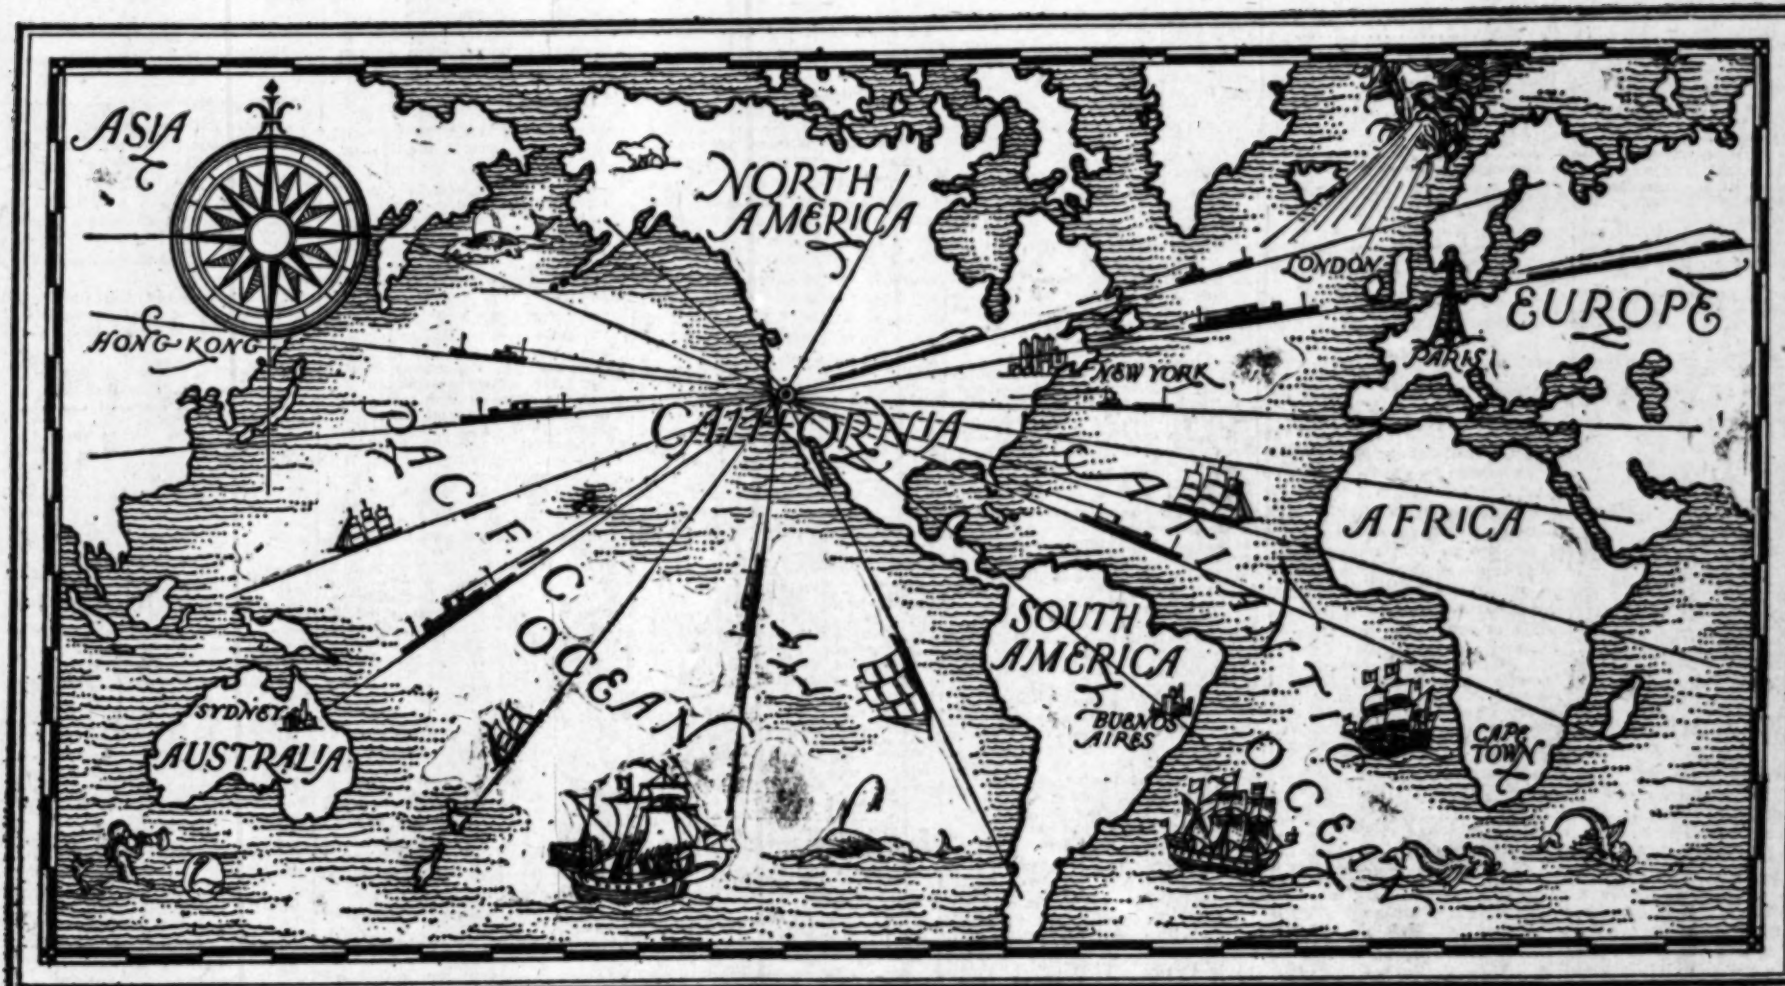 ASIA
NORTH
AMERICA
LONDON
EUROPE
HONG-KONG
PARIS
NEW YORK
CALIFORNIA
PACIFIC
OCEAN
ATLANTIC
OCEAN
AFRICA
SOUTH
AMERICA
BUENOS
AIRES
SYDNEY
AUSTRALIA
CAPE
TOWN